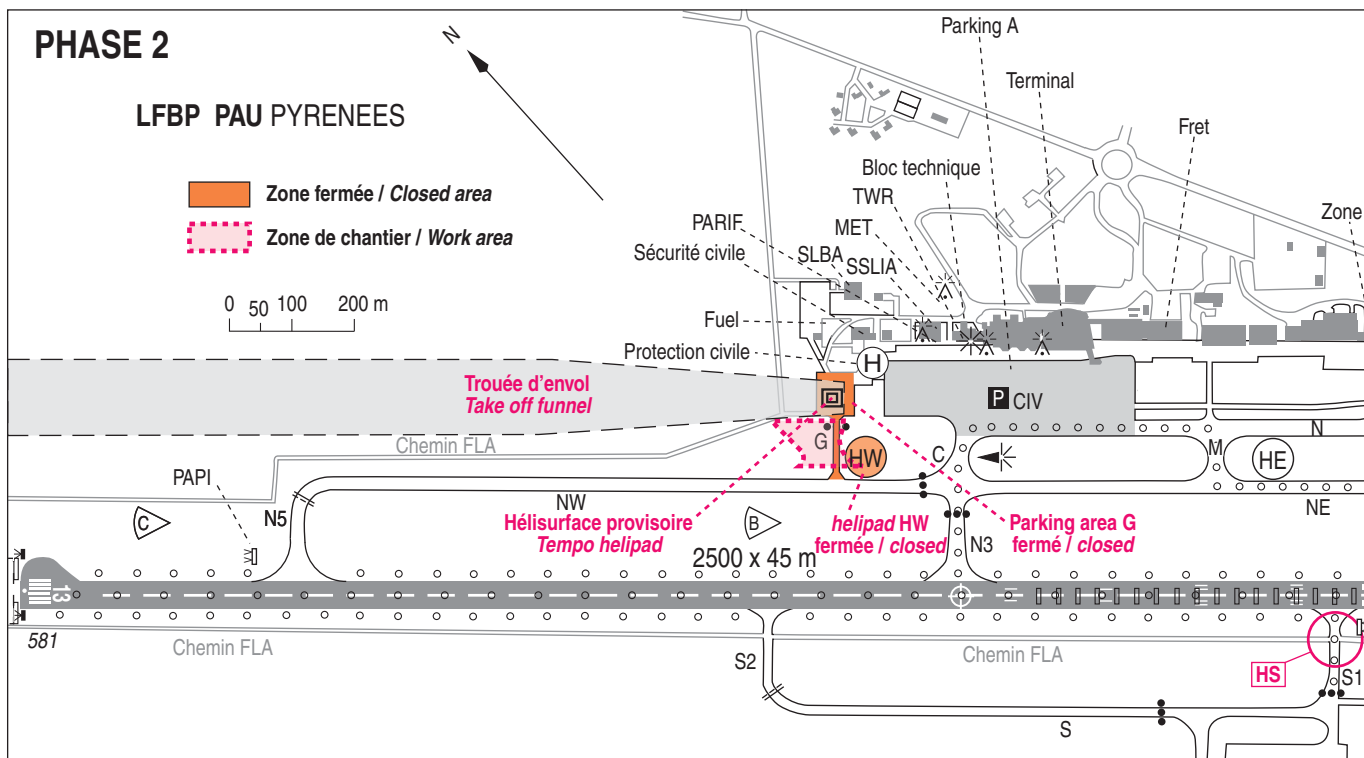 PHASE 2
N
LFBP PAU PYRENEES
Zone fermée / Closed area
Zone de chantier / Work area
0 50 100 200 m
Parking A
Terminal
Fret
Bloc technique
TWR
Zone
PARIF
MET
Sécurité civile
SLBA
SSLIA
Fuel
Protection civile
H
Trouée d'envol
Take off funnel
P CIV
Chemin FLA
G
HW
C
M
N
HE
PAPI
NW
NE
N5
C
Hélisurface provisoire
Tempo helipad
B
helipad HW
fermée / closed
N3
Parking area G
fermé / closed
2500 x 45 m
13
581
Chemin FLA
S2
Chemin FLA
HS
S1
S